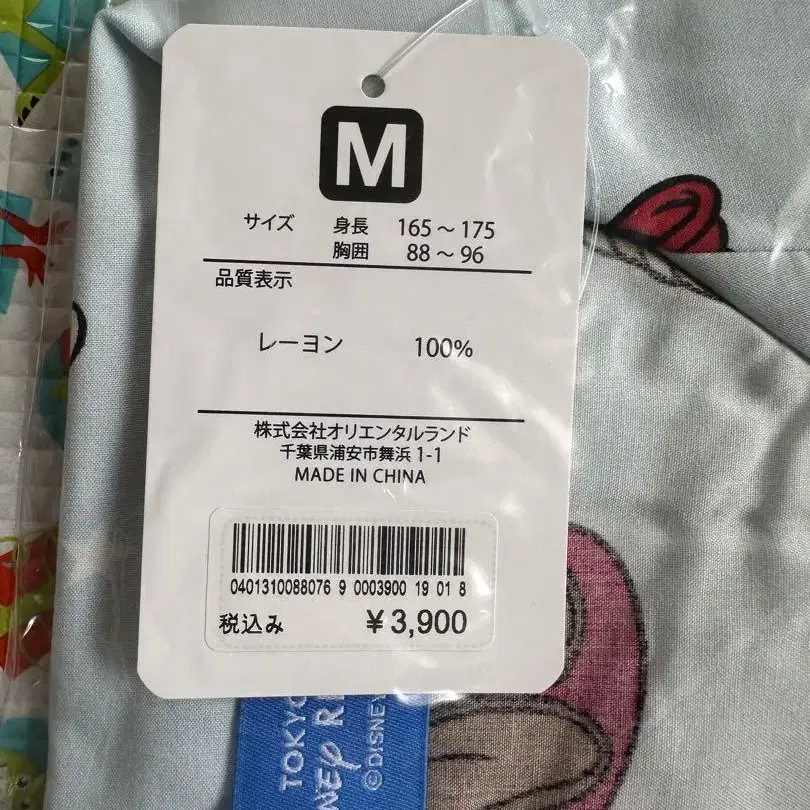 M
サイズ 身長 165～175
胸囲 88～96
品質表示
レーヨン 100%
株式会社オリエンタルランド
千葉県浦安市舞浜1-1
MADE IN CHINA
0401310088076 9 0003900 19 01 8
税込み ¥3,900
TOKYO
©DISNEY